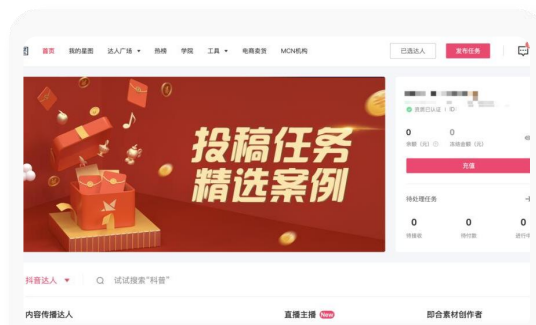 首页 我的星图 达人广场 热榜 学院 工具 电商卖货 MCN机构 已选达人 发布任务
投稿任务
精选案例
资质已认证 ID:
0 0
余额（元） 冻结金额（元）
充值
待处理任务
0 0 0
待接收 待付款 进行中
抖音达人 试试搜索"科普"
内容传播达人 直播主播 New 即合素材创作者